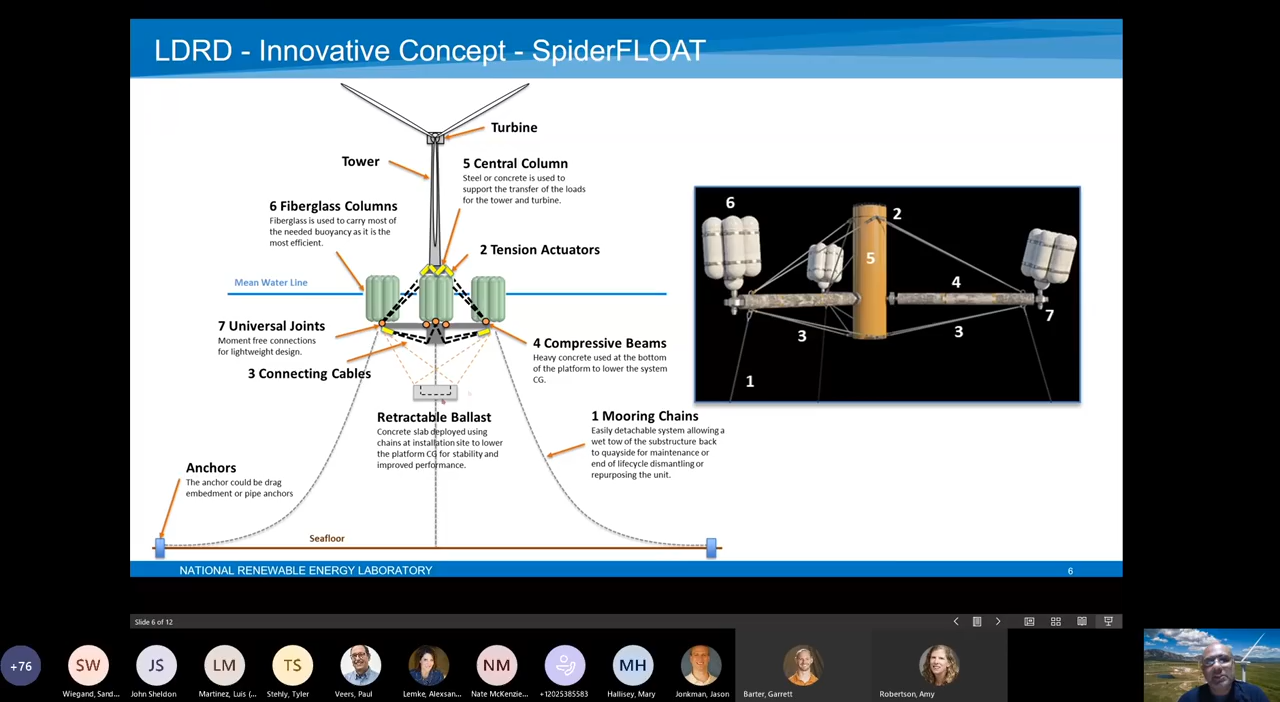 LDRD - Innovative Concept - SpiderFLOAT
Turbine
Tower
5 Central Column
Steel or concrete is used to
support the transfer of the loads
for the tower and turbine.
6 Fiberglass Columns
Fiberglass is used to carry most of
the needed buoyancy as it is the
most efficient.
2 Tension Actuators
Mean Water Line
7 Universal Joints
Moment free connections
for lightweight design.
3 Connecting Cables
4 Compressive Beams
Heavy concrete used at the bottom
of the platform to lower the system
CG.
Retractable Ballast
Concrete slab deployed using
chains at installation site to lower
the platform CG for stability and
improved performance.
1 Mooring Chains
Easily detachable system allowing a
wet tow of the substructure back
to quayside for maintenance or
end of lifecycle dismantling or
repurposing the unit.
Anchors
The anchor could be drag
embedment or pipe anchors
Seafloor
6
2
5
4
7
3
3
1
NATIONAL RENEWABLE ENERGY LABORATORY
6
Slide 6 of 12
+76
SW
JS
LM
TS
NM
MH
Wiegand, Sand...
John Sheldon
Martinez, Luis (...
Stehly, Tyler
Veers, Paul
Lemke, Alexsan...
Nate McKenzie...
+12025385583
Hallisey, Mary
Jonkman, Jason
Barter, Garrett
Robertson, Amy